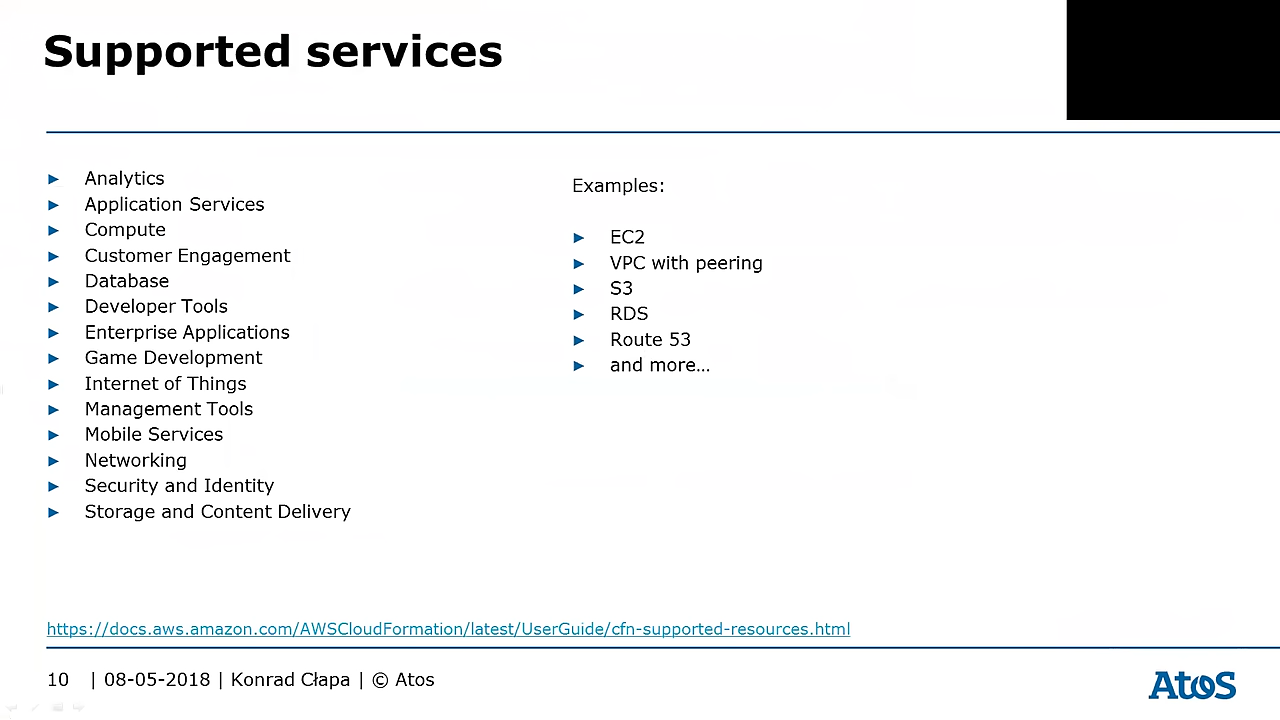 Supported services
Analytics
Application Services
Compute
Customer Engagement
Database
Developer Tools
Enterprise Applications
Game Development
Internet of Things
Management Tools
Mobile Services
Networking
Security and Identity
Storage and Content Delivery
Examples:
EC2
VPC with peering
S3
RDS
Route 53
and more...
https://docs.aws.amazon.com/AWSCloudFormation/latest/UserGuide/cfn-supported-resources.html
10 | 08-05-2018 | Konrad Cłapa | © Atos
Atos